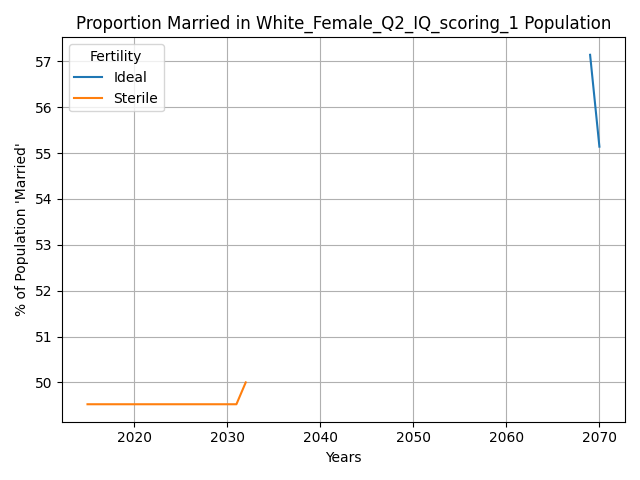 Proportion Married in White_Female_Q2_IQ_scoring_1 Population
Fertility
Ideal
Sterile
% of Population 'Married'
57
56
55
54
53
52
51
50
2020
2030
2040
2050
2060
2070
Years